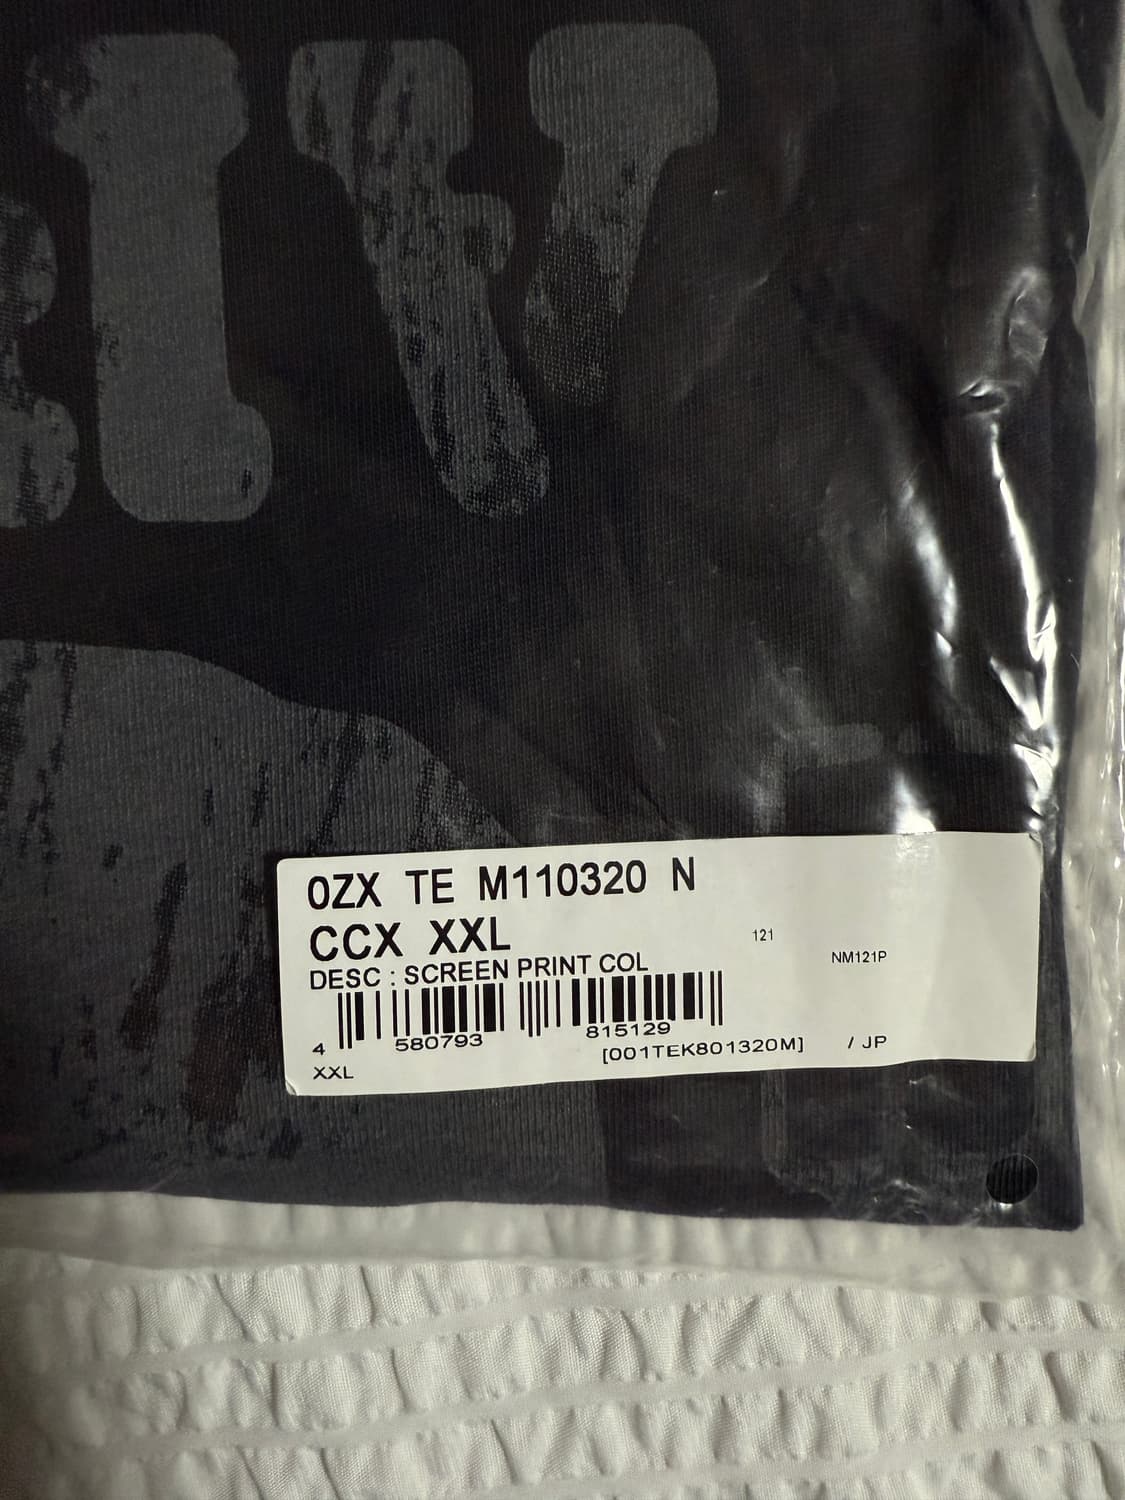 0ZX TE M110320 N
CCX XXL
121
NM121P
DESC : SCREEN PRINT COL
4 580793 815129
[001TEK801320M] / JP
XXL